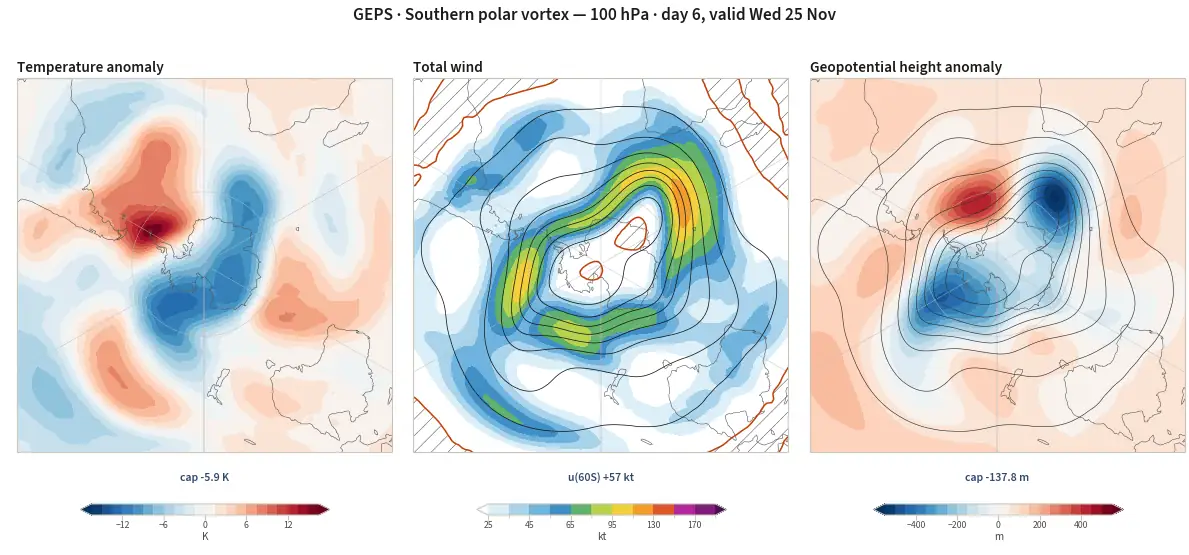 GEPS · Southern polar vortex — 100 hPa · day 6, valid Wed 25 Nov
Temperature anomaly
Total wind
Geopotential height anomaly
cap -5.9 K
u(60S) +57 kt
cap -137.8 m
−12 −6 0 6 12
K
25 45 65 95 130 170
kt
−400 −200 0 200 400
m